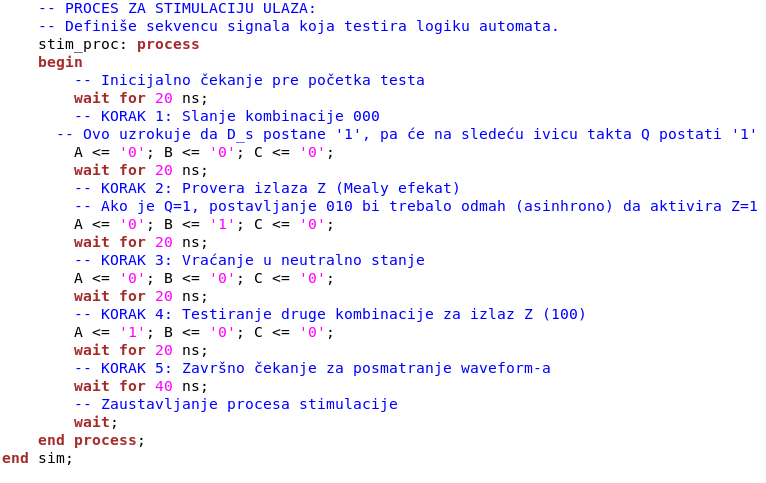 -- PROCES ZA STIMULACIJU ULAZA:
-- Definiše sekvencu signala koja testira logiku automata.
stim_proc: process
begin
-- Inicijalno čekanje pre početka testa
wait for 20 ns;
-- KORAK 1: Slanje kombinacije 000
-- Ovo uzrokuje da D_s postane '1', pa će na sledeću ivicu takta Q postati '1'
A <= '0'; B <= '0'; C <= '0';
wait for 20 ns;
-- KORAK 2: Provera izlaza Z (Mealy efekat)
-- Ako je Q=1, postavljanje 010 bi trebalo odmah (asinhrono) da aktivira Z=1
A <= '0'; B <= '1'; C <= '0';
wait for 20 ns;
-- KORAK 3: Vraćanje u neutralno stanje
A <= '0'; B <= '0'; C <= '0';
wait for 20 ns;
-- KORAK 4: Testiranje druge kombinacije za izlaz Z (100)
A <= '1'; B <= '0'; C <= '0';
wait for 20 ns;
-- KORAK 5: Završno čekanje za posmatranje waveform-a
wait for 40 ns;
-- Zaustavljanje procesa stimulacije
wait;
end process;
end sim;